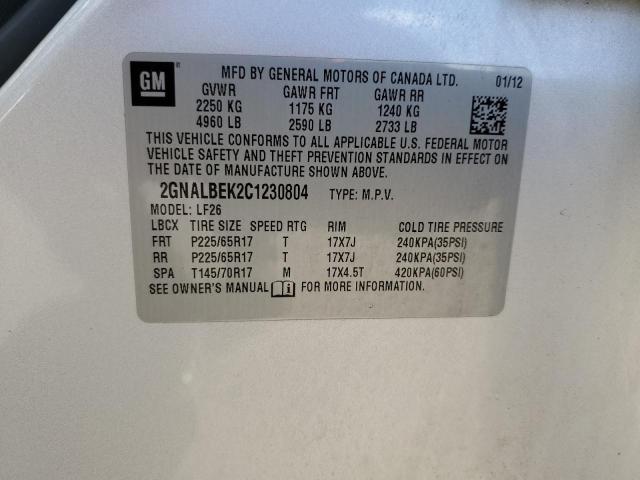 GM
MFD BY GENERAL MOTORS OF CANADA LTD. 01/12
GVWR GAWR FRT GAWR RR
2250 KG 1175 KG 1240 KG
4960 LB 2590 LB 2733 LB
THIS VEHICLE CONFORMS TO ALL APPLICABLE U.S. FEDERAL MOTOR
VEHICLE SAFETY AND THEFT PREVENTION STANDARDS IN EFFECT ON
THE DATE OF MANUFACTURE SHOWN ABOVE.
2GNALBEK2C1230804 TYPE: M.P.V.
MODEL: LF26
LBCX TIRE SIZE SPEED RTG RIM COLD TIRE PRESSURE
FRT P225/65R17 T 17X7J 240KPA(35PSI)
RR P225/65R17 T 17X7J 240KPA(35PSI)
SPA T145/70R17 M 17X4.5T 420KPA(60PSI)
SEE OWNER'S MANUAL FOR MORE INFORMATION.